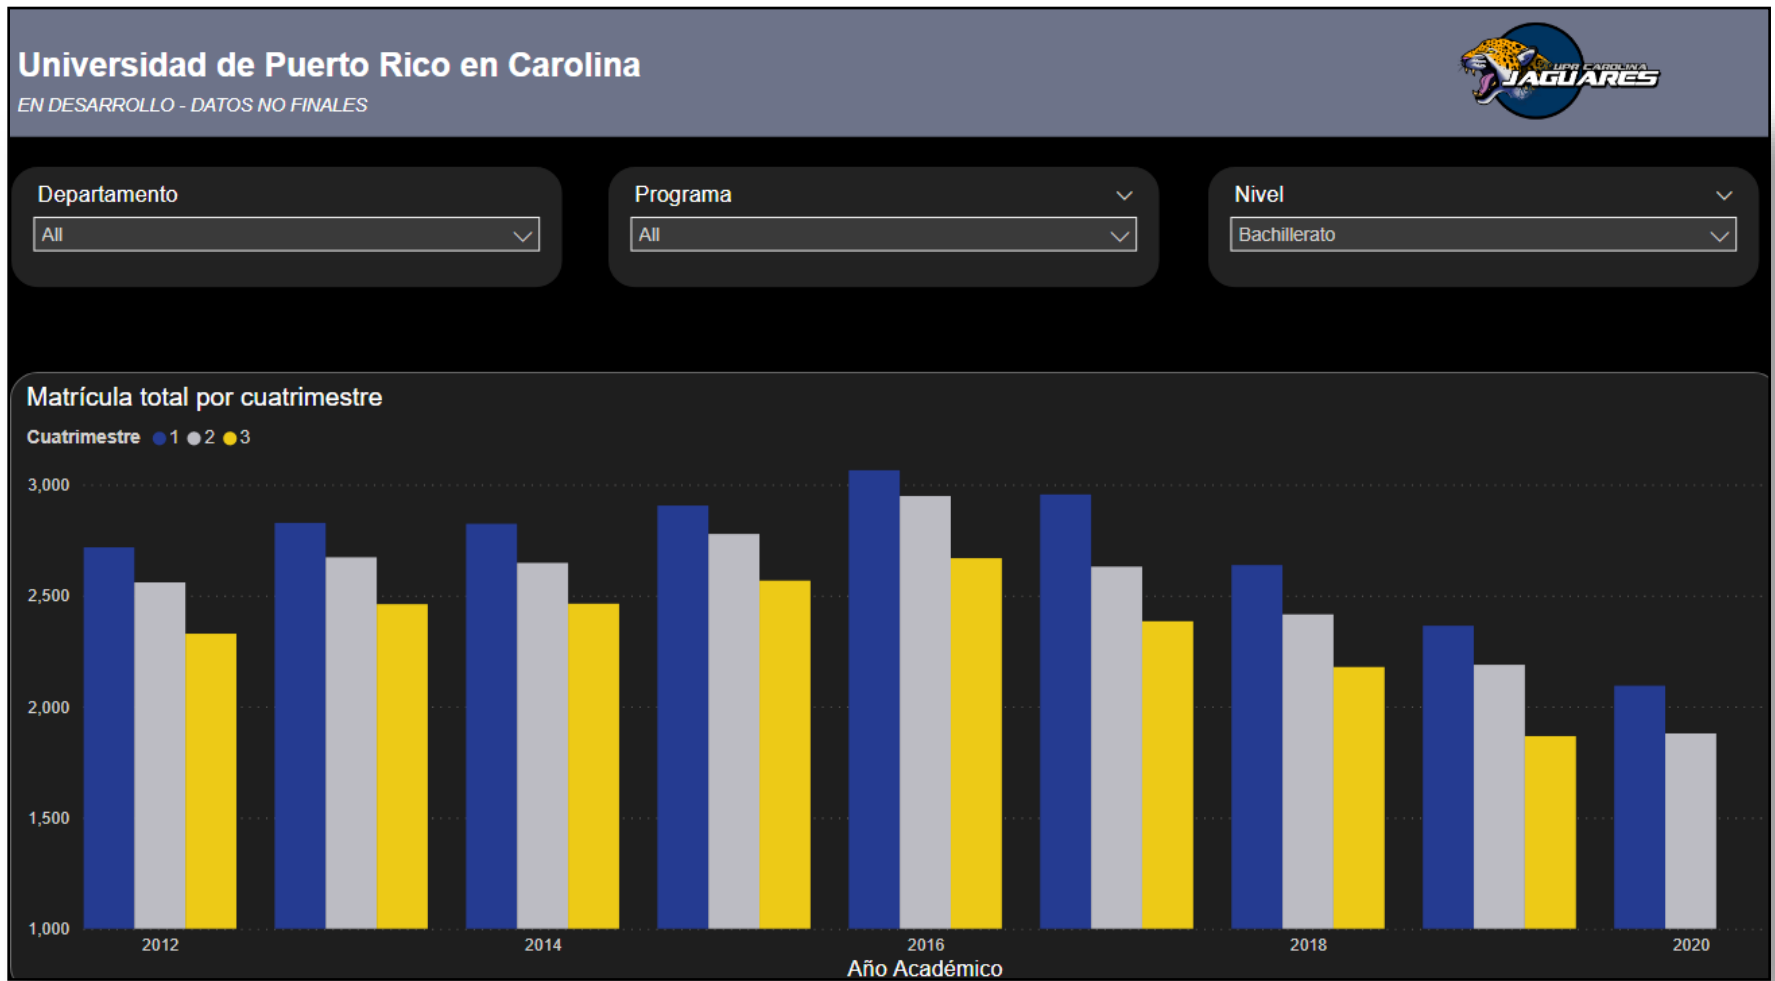 Universidad de Puerto Rico en Carolina
EN DESARROLLO - DATOS NO FINALES
UPR CAROLINA
JAGUARES
Departamento
All
Programa
All
Nivel
Bachillerato
Matrícula total por cuatrimestre
Cuatrimestre 1 2 3
3,000
2,500
2,000
1,500
1,000
2012 2014 2016 2018 2020
Año Académico